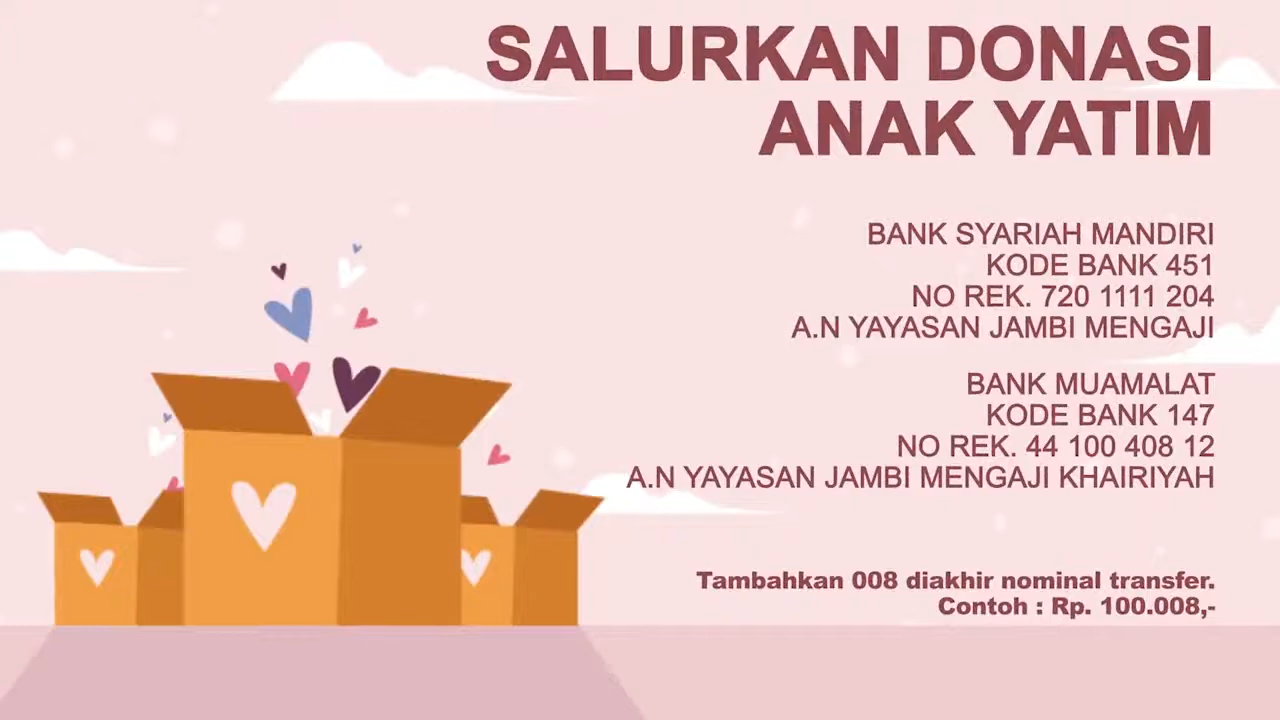 SALURKAN DONASI
ANAK YATIM
BANK SYARIAH MANDIRI
KODE BANK 451
NO REK. 720 1111 204
A.N YAYASAN JAMBI MENGAJI
BANK MUAMALAT
KODE BANK 147
NO REK. 44 100 408 12
A.N YAYASAN JAMBI MENGAJI KHAIRIYAH
Tambahkan 008 diakhir nominal transfer.
Contoh : Rp. 100.008,-